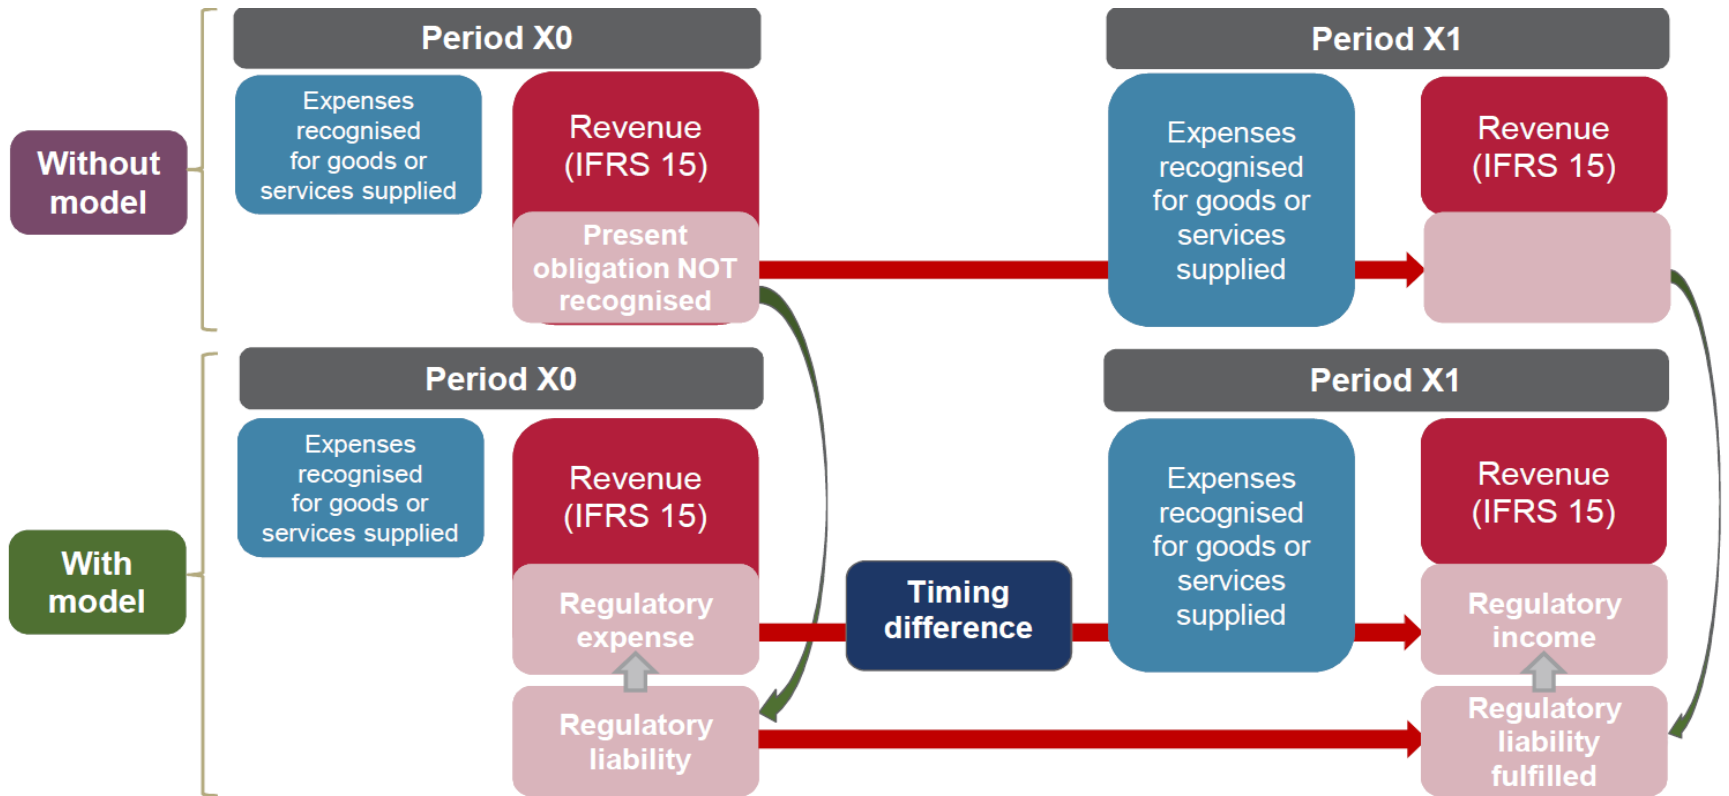 Period X0
Period X1
Without
model
Expenses
recognised
for goods or
services supplied
Revenue
(IFRS 15)
Present
obligation NOT
recognised
Expenses
recognised
for goods or
services
supplied
Revenue
(IFRS 15)
Period X0
Period X1
With
model
Expenses
recognised
for goods or
services supplied
Revenue
(IFRS 15)
Regulatory
expense
Regulatory
liability
Timing
difference
Expenses
recognised
for goods or
services
supplied
Revenue
(IFRS 15)
Regulatory
income
Regulatory
liability
fulfilled